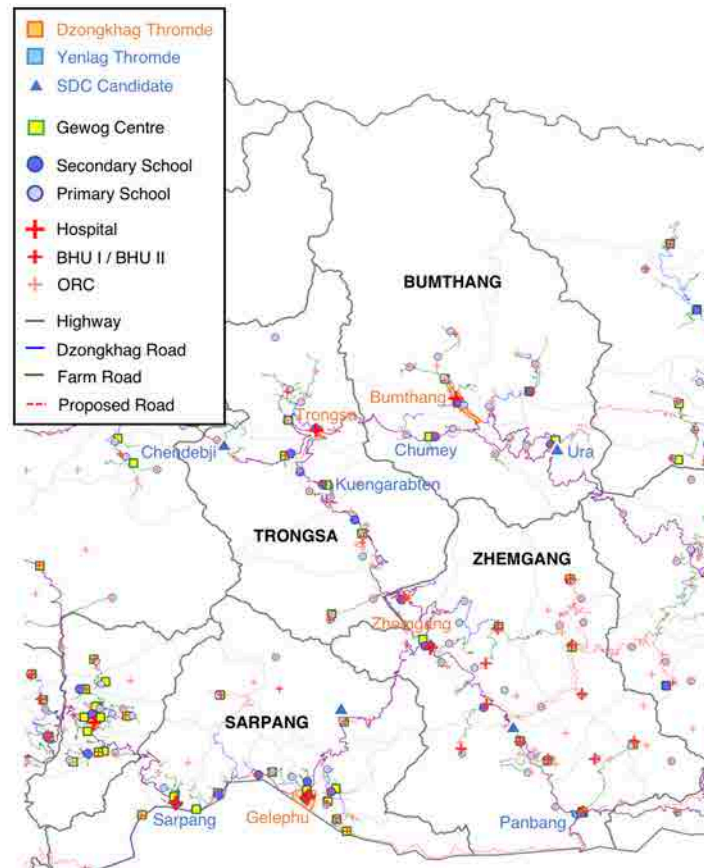 Dzongkhag Thromde
Yenlag Thromde
SDC Candidate
Gewog Centre
Secondary School
Primary School
Hospital
BHU I / BHU II
ORC
Highway
Dzongkhag Road
Farm Road
Proposed Road
BUMTHANG
Bumthang
Trongsa
Chendebji
Chumey
Ura
Kuengarabten
TRONGSA
ZHEMGANG
Zhemgang
SARPANG
Sarpang
Gelephu
Panbang